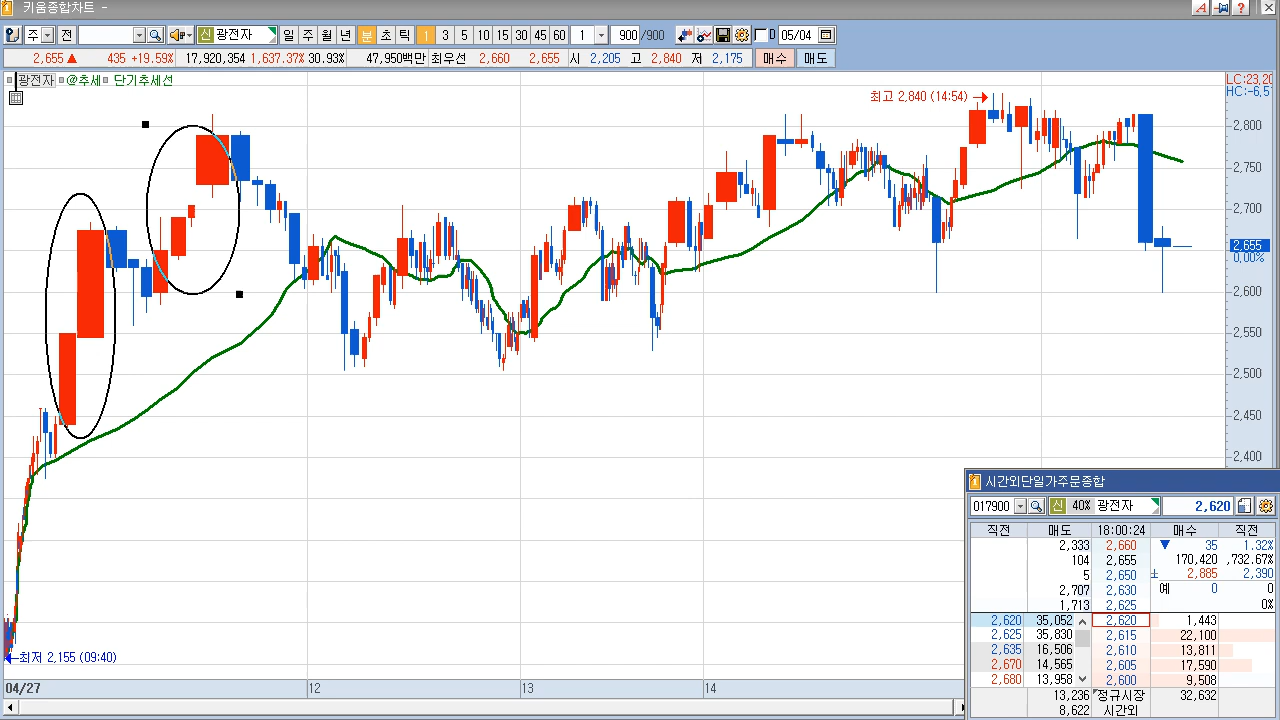 키움종합차트 -
주 전 신 광전자 일 주 월 년 분 초 틱 1 3 5 10 15 30 45 60 1 900 /900 D 05/04
2,655 ▲ 435 +19.59% 17,920,354 1,637.37% 30.93% 47,950백만 최우선 2,660 2,655 시 2,205 고 2,840 저 2,175 매수 매도
광전자 @추세 단기추세선
LC:23,20
HC:-6,5
최고 2,840 (14:54)
2,800
2,750
2,700
2,655
0,00%
2,600
2,550
2,500
2,450
2,400
최저 2,155 (09:40)
04/27 12 13 14
시간외단일가주문종합
017900 신 40% 광전자 2,620
직전 매도 18:00:24 매수 직전
2,333 2,660 ▼ 35 1.32%
104 2,655 170,420 ,732.67%
5 2,650 ± 2,885 2,390
2,707 2,630 예 0 0
1,713 2,625 0%
2,620 35,052 2,620 1,443
2,625 35,830 2,615 22,100
2,635 16,506 2,610 13,811
2,670 14,565 2,605 17,590
2,680 13,958 2,600 9,508
13,236 정규시장 32,632
8,622 시간외